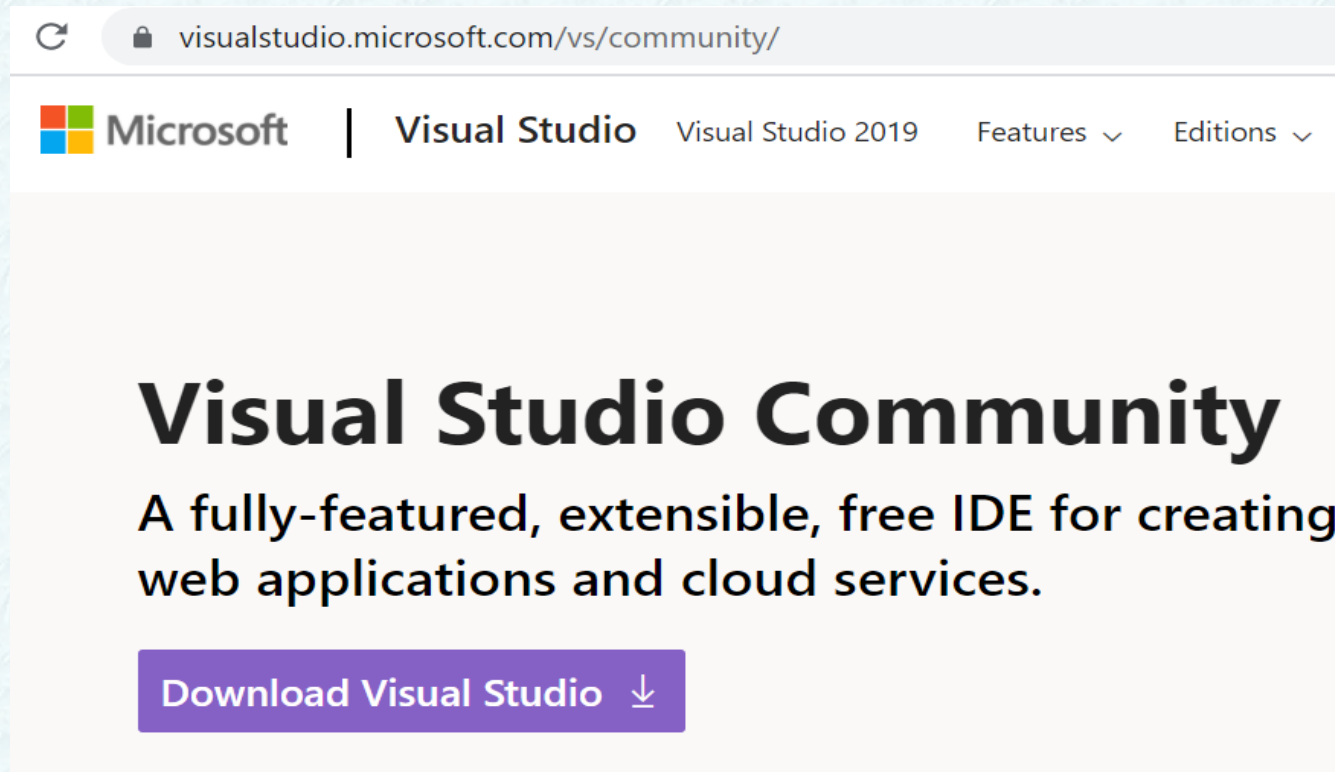 visualstudio.microsoft.com/vs/community/
Microsoft Visual Studio Visual Studio 2019 Features Editions
Visual Studio Community
A fully-featured, extensible, free IDE for creating
web applications and cloud services.
Download Visual Studio